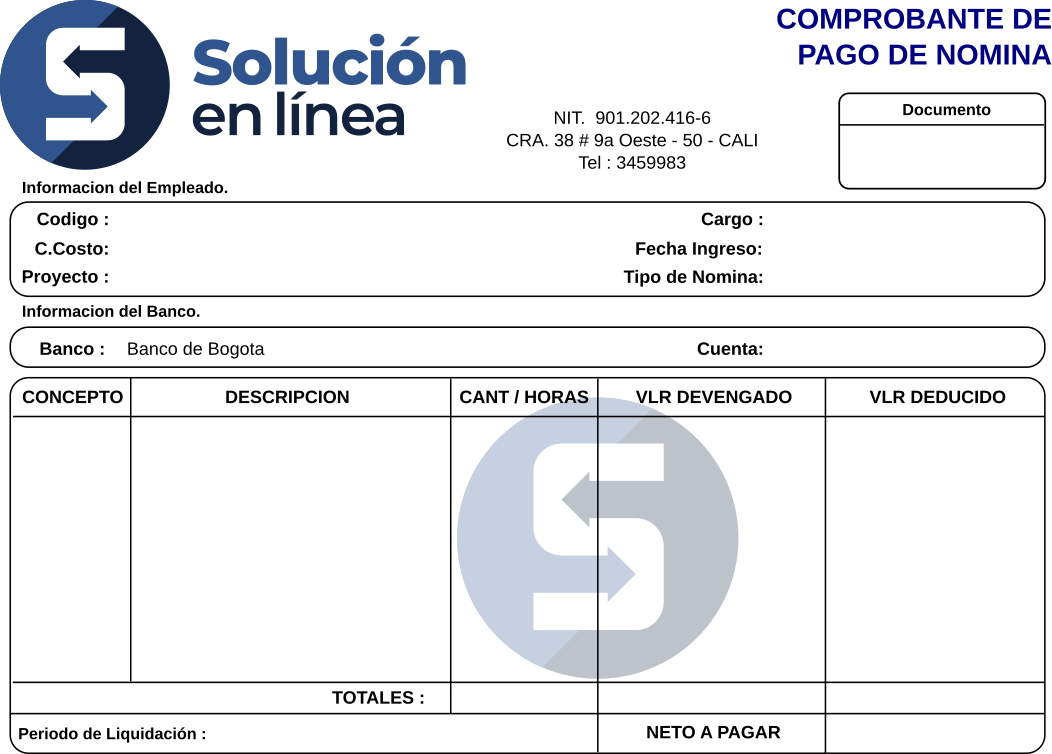 Solución
en línea
COMPROBANTE DE
PAGO DE NOMINA
NIT.  901.202.416-6
CRA. 38 # 9a Oeste - 50 - CALI
Tel : 3459983
Documento
Informacion del Empleado.
Codigo :
Cargo :
C.Costo:
Fecha Ingreso:
Proyecto :
Tipo de Nomina:
Informacion del Banco.
Banco : Banco de Bogota
Cuenta:
CONCEPTO DESCRIPCION CANT / HORAS VLR DEVENGADO VLR DEDUCIDO
TOTALES :
Periodo de Liquidación :
NETO A PAGAR